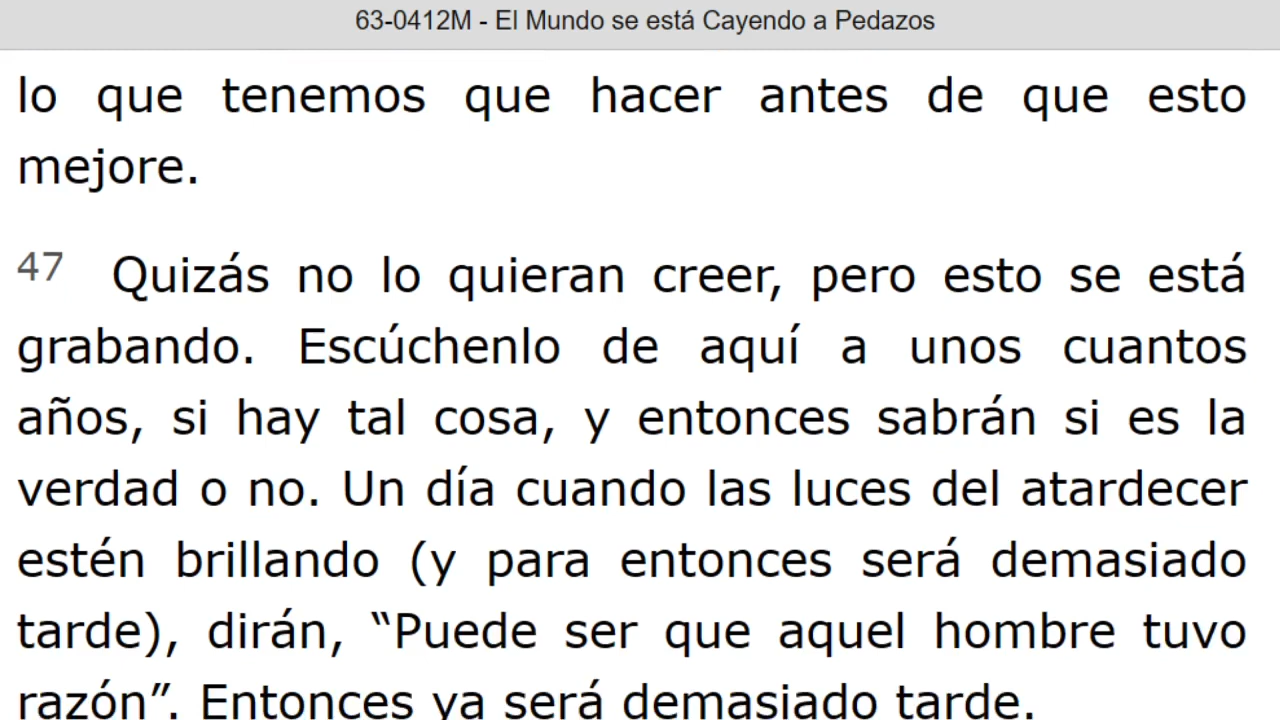 63-0412M - El Mundo se está Cayendo a Pedazos
lo que tenemos que hacer antes de que esto
mejore.
47 Quizás no lo quieran creer, pero esto se está
grabando. Escúchenlo de aquí a unos cuantos
años, si hay tal cosa, y entonces sabrán si es la
verdad o no. Un día cuando las luces del atardecer
estén brillando (y para entonces será demasiado
tarde), dirán, “Puede ser que aquel hombre tuvo
razón”. Entonces ya será demasiado tarde.